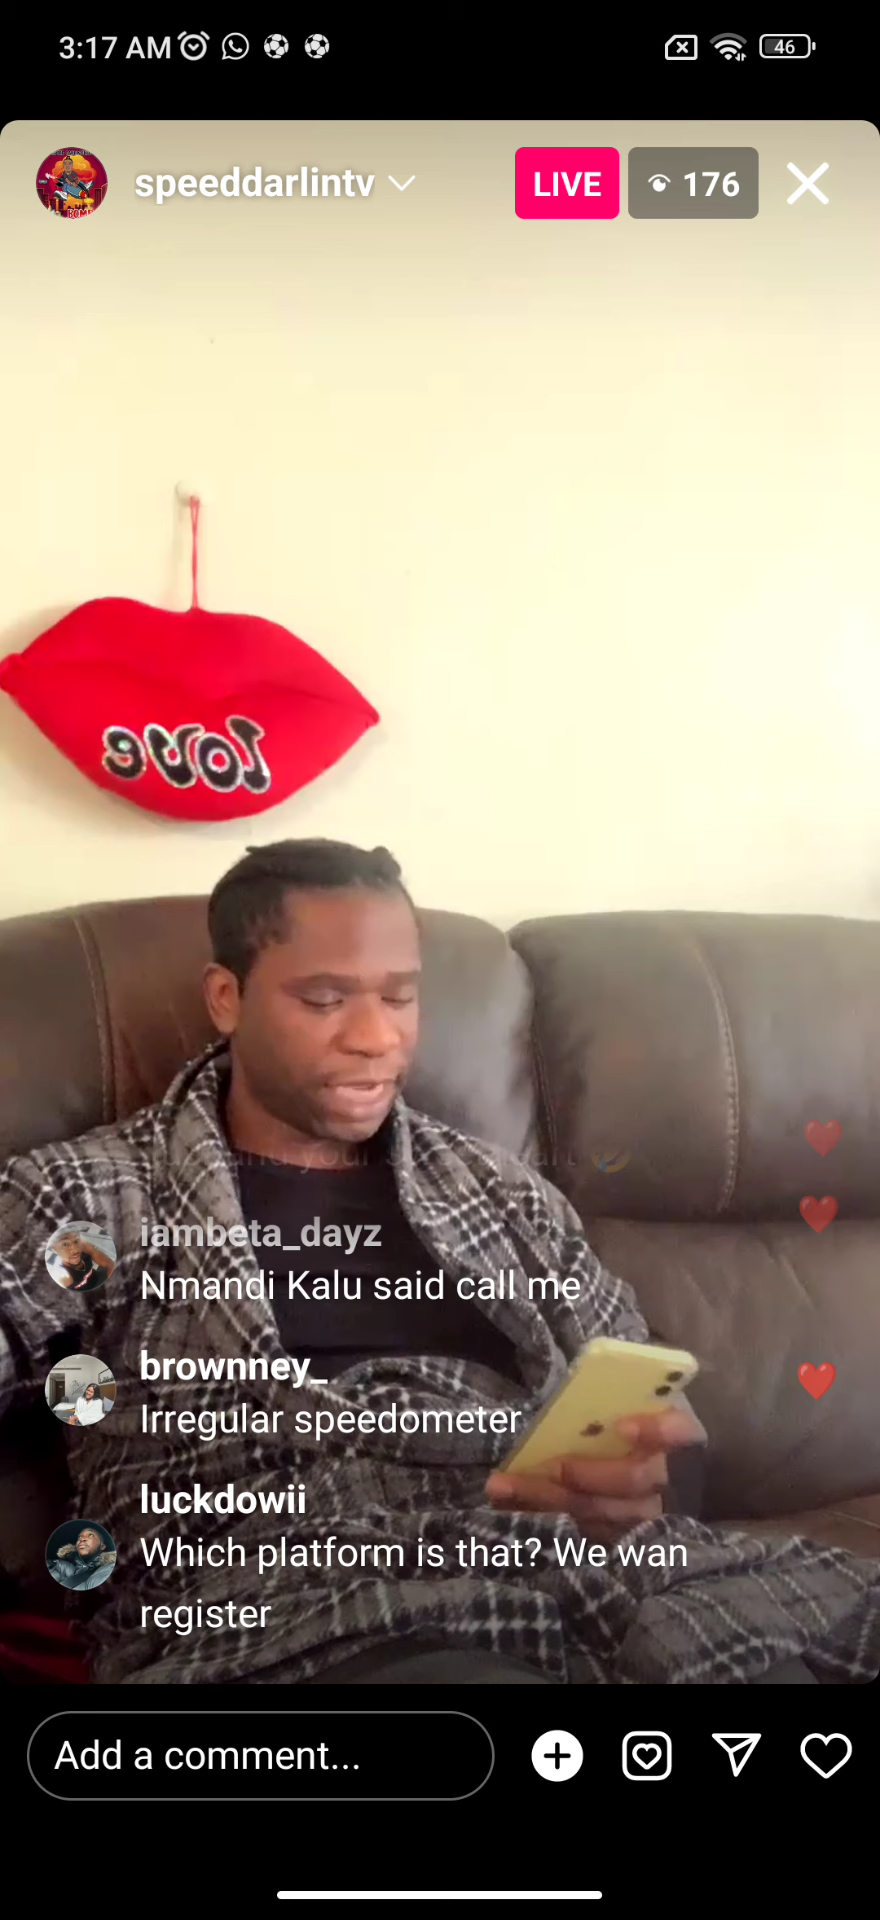 3:17 AM
46
speeddarlintv
LIVE
176
love
iambeta_dayz
Nmandi Kalu said call me
brownney_
Irregular speedometer
luckdowii
Which platform is that? We wan
register
Add a comment...